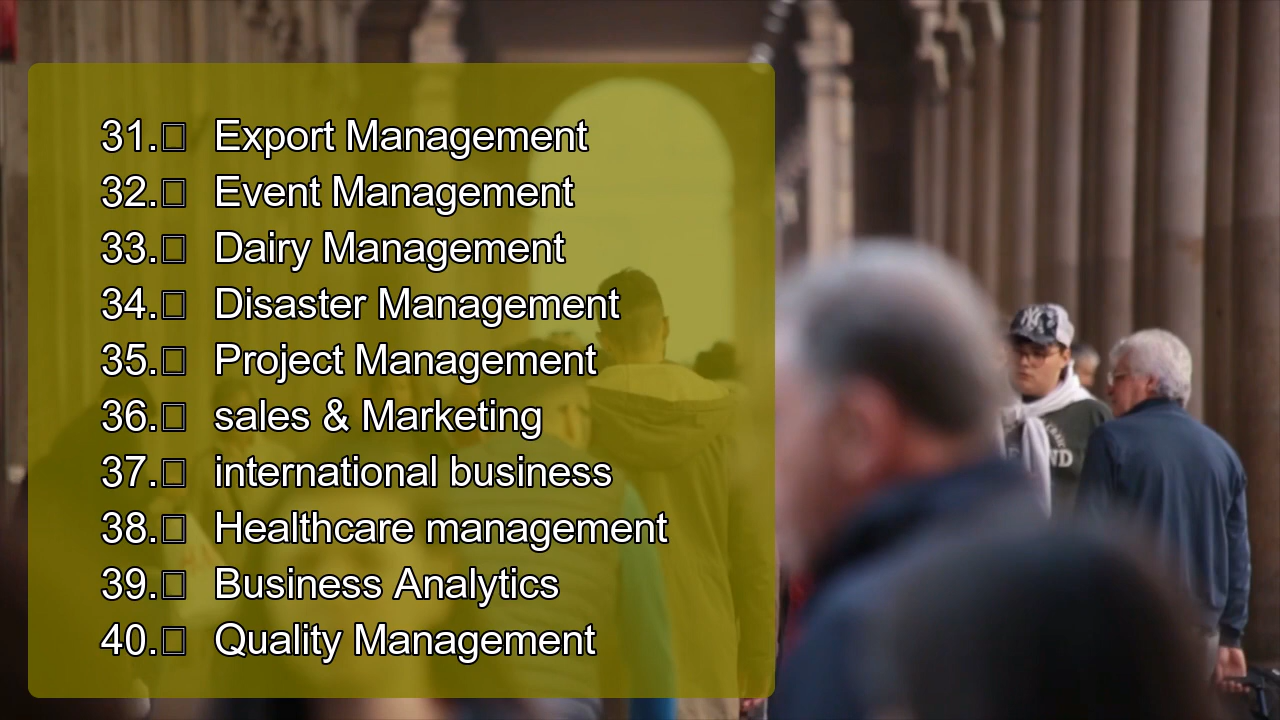 31.□ Export Management
32.□ Event Management
33.□ Dairy Management
34.□ Disaster Management
35.□ Project Management
36.□ sales & Marketing
37.□ international business
38.□ Healthcare management
39.□ Business Analytics
40.□ Quality Management
NY